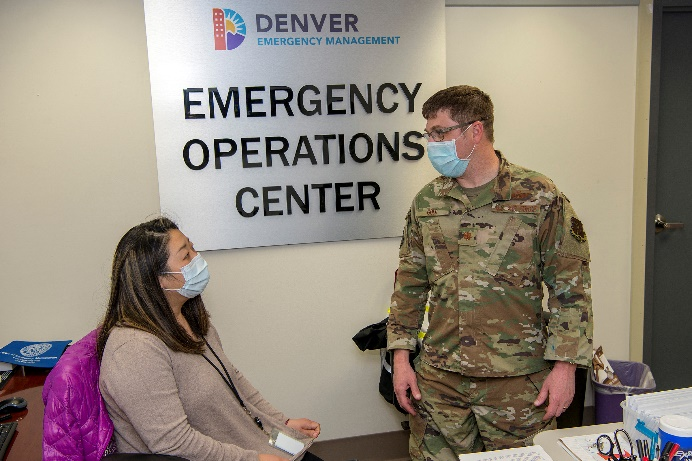 DENVER
EMERGENCY MANAGEMENT
EMERGENCY
OPERATIONS
CENTER